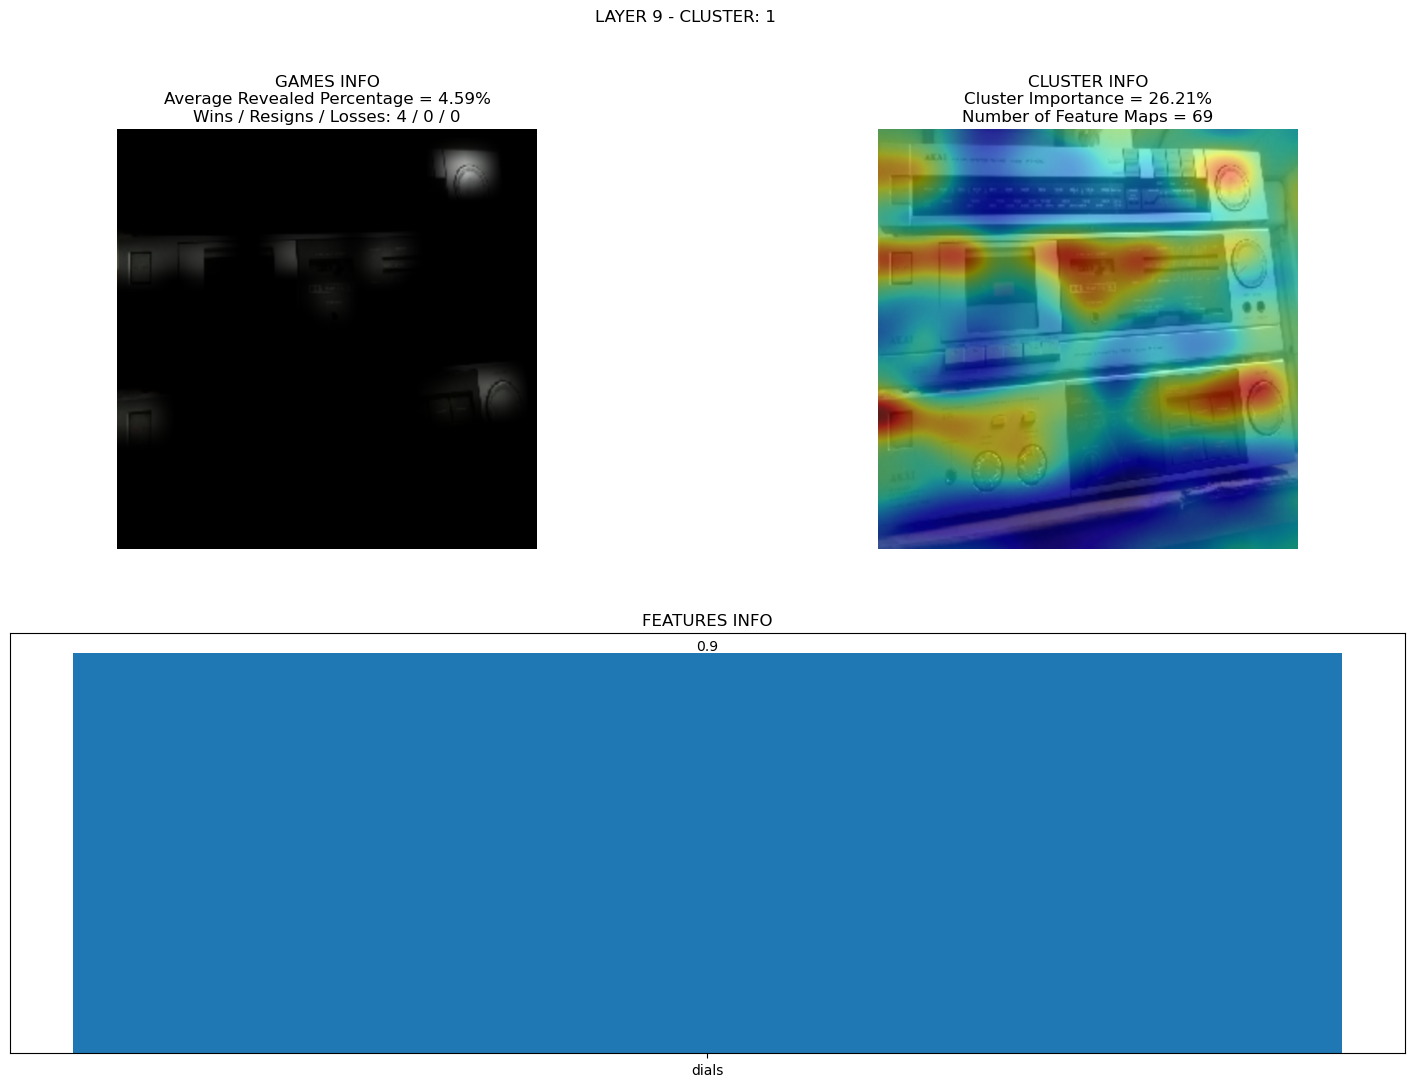 LAYER 9 - CLUSTER: 1
GAMES INFO
Average Revealed Percentage = 4.59%
Wins / Resigns / Losses: 4 / 0 / 0
CLUSTER INFO
Cluster Importance = 26.21%
Number of Feature Maps = 69
AKAI
FEATURES INFO
0.9
dials